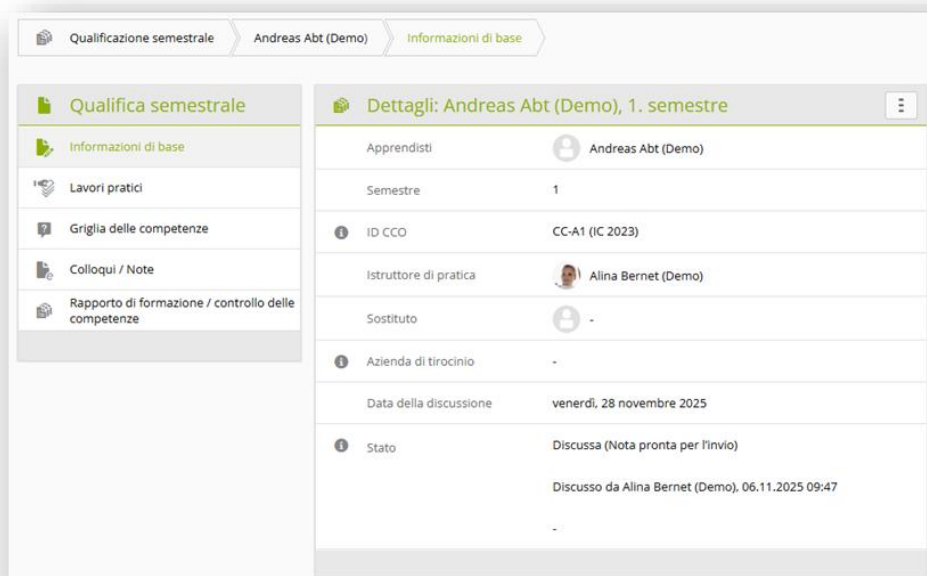 Qualificazione semestrale
Andreas Abt (Demo)
Informazioni di base
Qualifica semestrale
Informazioni di base
Lavori pratici
Griglia delle competenze
Colloqui / Note
Rapporto di formazione / controllo delle
competenze
Dettagli: Andreas Abt (Demo), 1. semestre
Apprendisti
Andreas Abt (Demo)
Semestre
1
ID CCO
CC-A1 (IC 2023)
Istruttore di pratica
Alina Bernet (Demo)
Sostituto
-
Azienda di tirocinio
-
Data della discussione
venerdì, 28 novembre 2025
Stato
Discussa (Nota pronta per l'invio)
Discusso da Alina Bernet (Demo), 06.11.2025 09:47
-